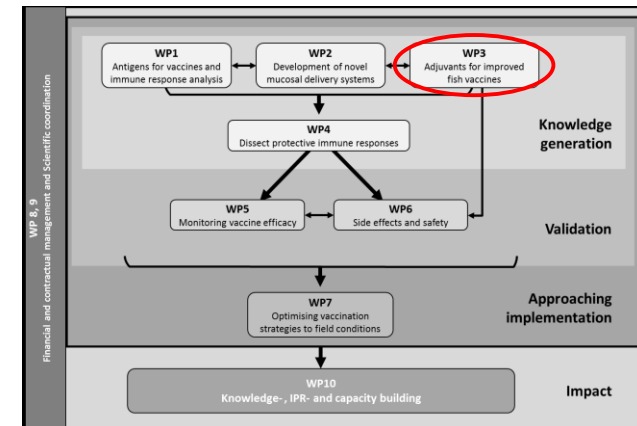 WP 8, 9
Financial and contractual management and Scientific coordination
WP1
Antigens for vaccines and
immune response analysis
WP2
Development of novel
mucosal delivery systems
WP3
Adjuvants for improved
fish vaccines
Knowledge
generation
WP4
Dissect protective immune responses
WP5
Monitoring vaccine efficacy
WP6
Side effects and safety
Validation
WP7
Optimising vaccination
strategies to field conditions
Approaching
implementation
WP10
Knowledge-, IPR- and capacity building
Impact